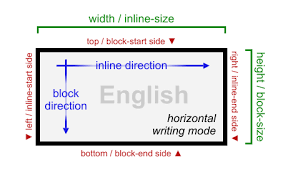 width / inline-size
top / block-start side ▼
left / inline-start side ▼
inline direction
block
direction
English
horizontal
writing mode
right / inline-end side ▼
height / block-size
bottom / block-end side ▲